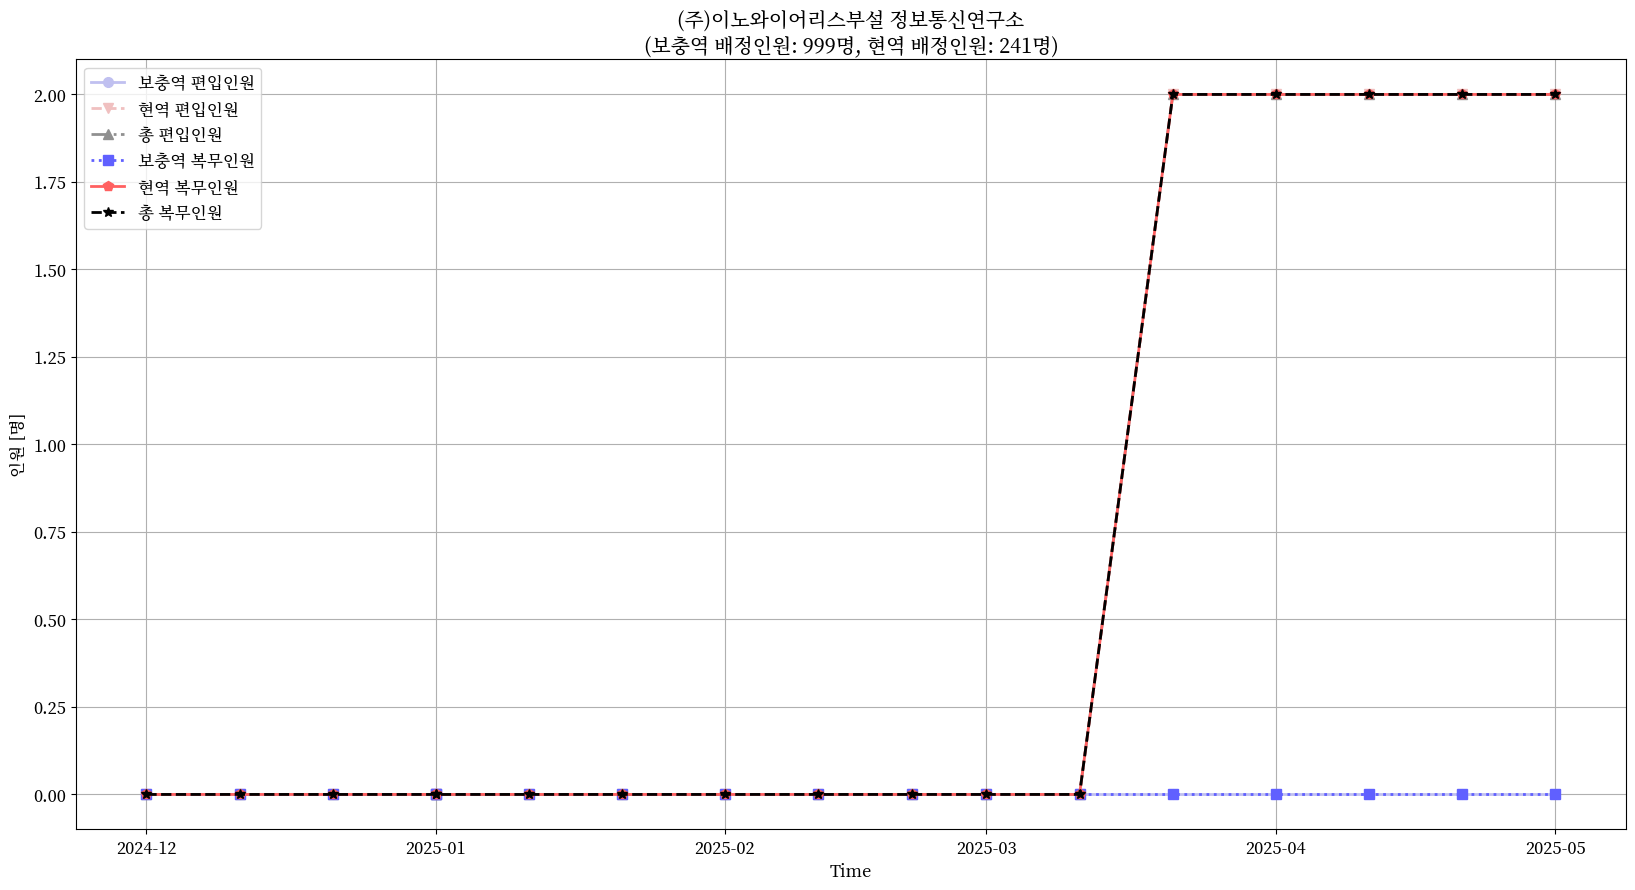 (주)이노와이어리스부설 정보통신연구소
(보충역 배정인원: 999명, 현역 배정인원: 241명)
보충역 편입인원
현역 편입인원
총 편입인원
보충역 복무인원
현역 복무인원
총 복무인원
인원 [명]
2.00
1.75
1.50
1.25
1.00
0.75
0.50
0.25
0.00
2024-12
2025-01
2025-02
2025-03
2025-04
2025-05
Time